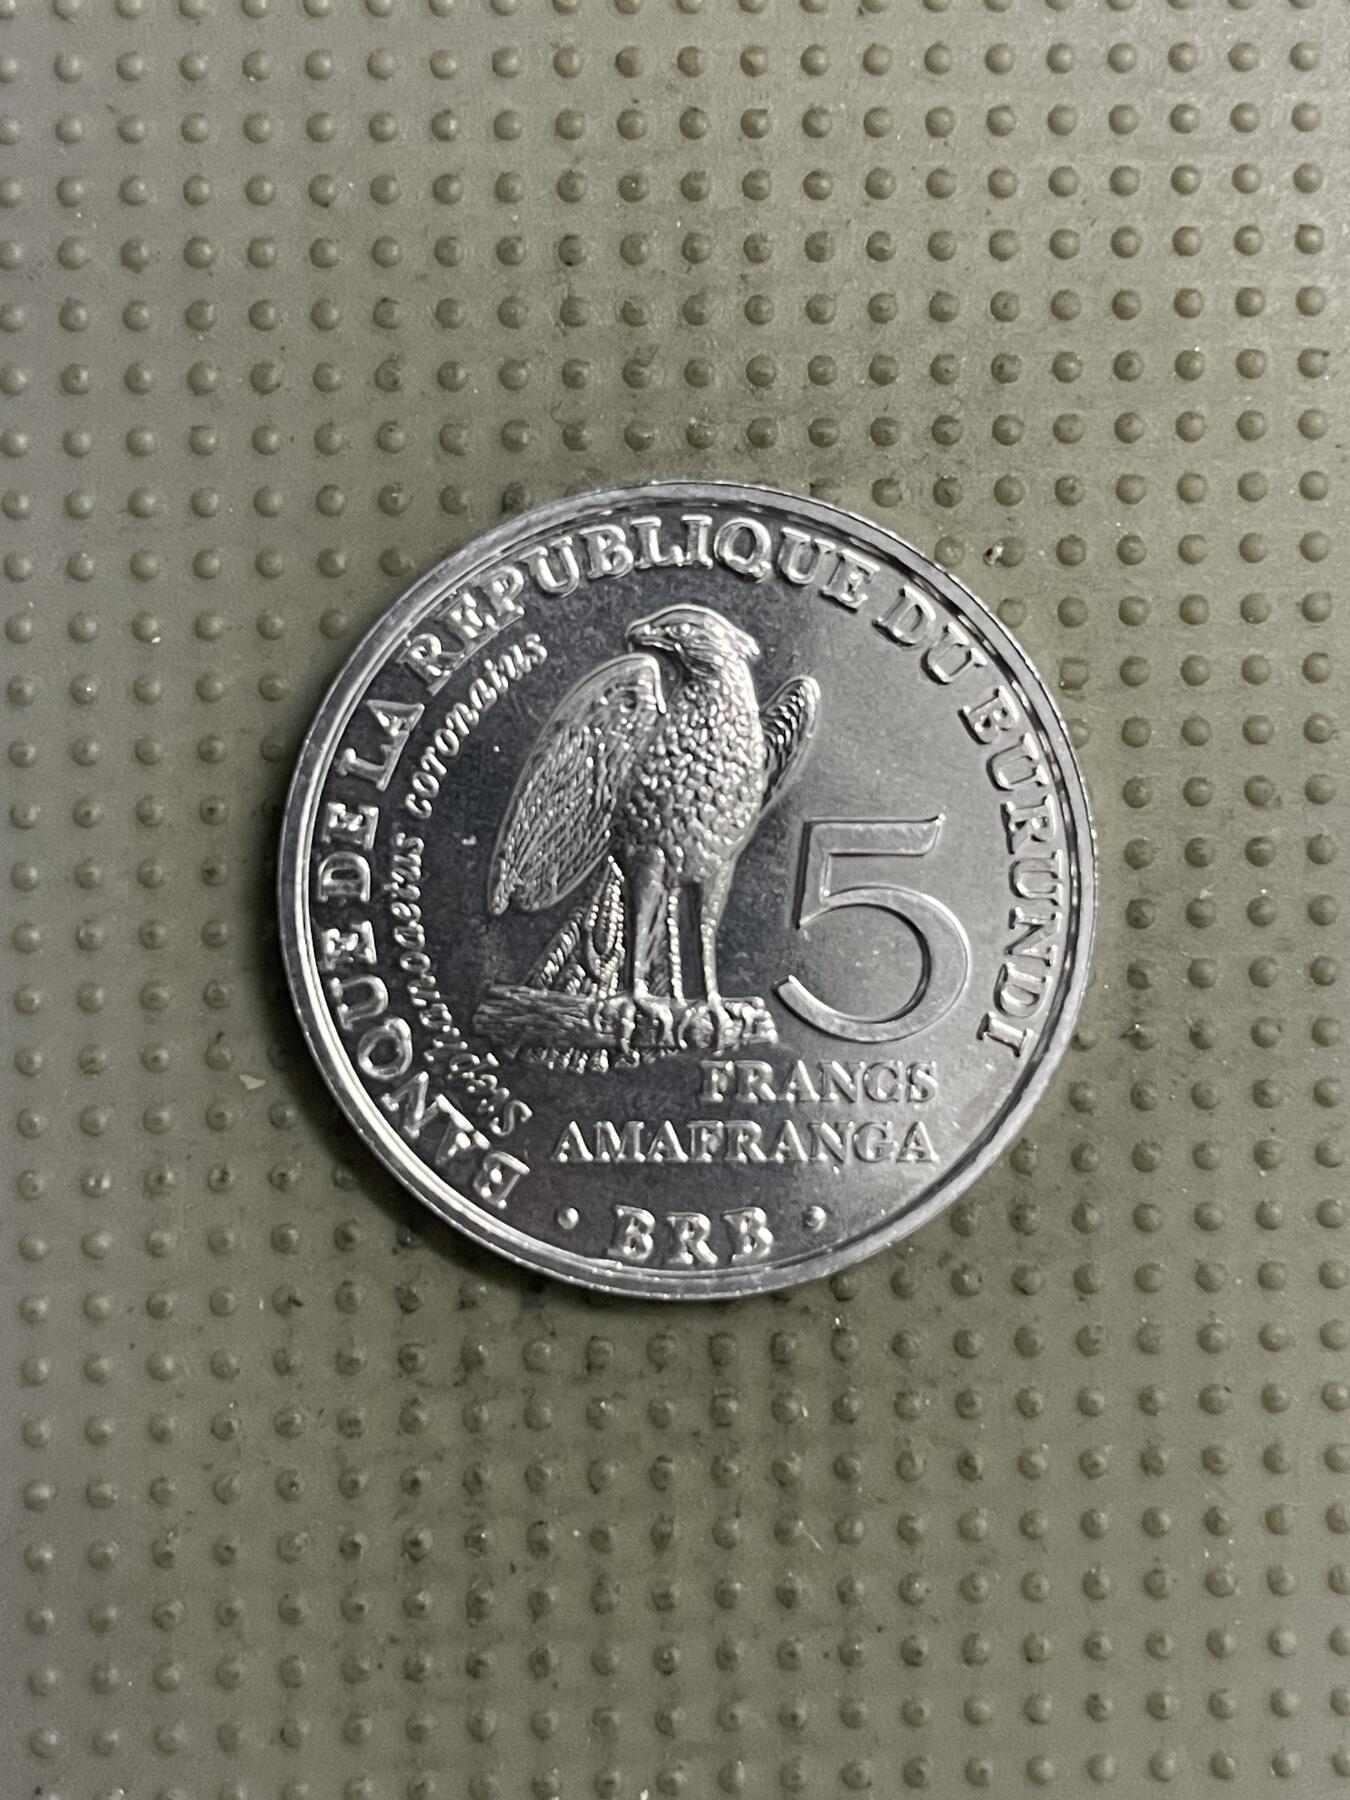 BANQUE DE LA REPUBLIQUE DU BURUNDI
Stephanoaetus coronatus
5
FRANCS
AMAFRANGA
• BRB •